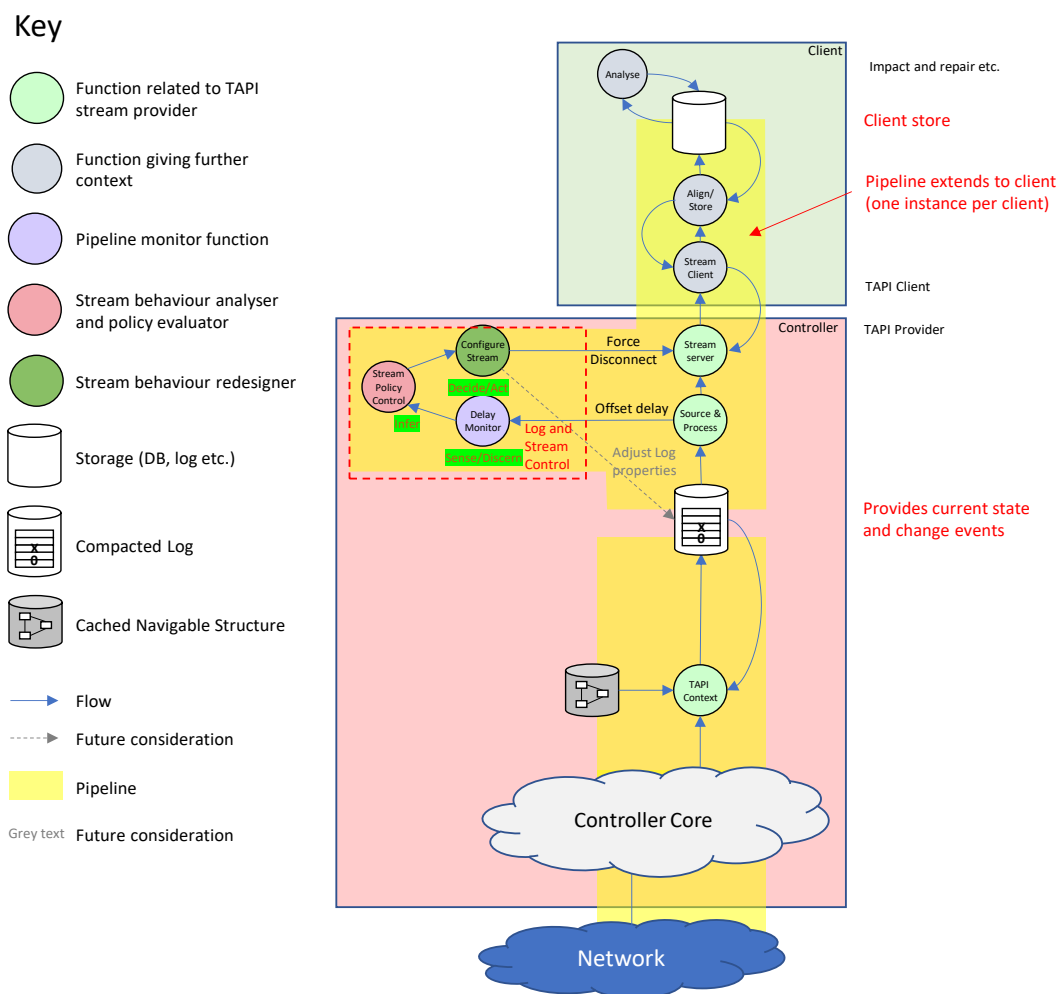 Key
Function related to TAPI
stream provider
Function giving further
context
Pipeline monitor function
Stream behaviour analyser
and policy evaluator
Stream behaviour redesigner
Storage (DB, log etc.)
x
0
Compacted Log
Cached Navigable Structure
Flow
Future consideration
Pipeline
Grey text
Future consideration
Client
Analyse
Impact and repair etc.
Client store
Pipeline extends to client
(one instance per client)
Align/
Store
Stream
Client
TAPI Client
Controller
TAPI Provider
Configure
Stream
Force
Disconnect
Stream
server
Stream
Policy
Control
Decide/Act
Infer
Delay
Monitor
Offset delay
Source &
Process
Sense/Discern
Log and
Stream
Control
Adjust Log
properties
x
0
Provides current state
and change events
TAPI
Context
Controller Core
Network